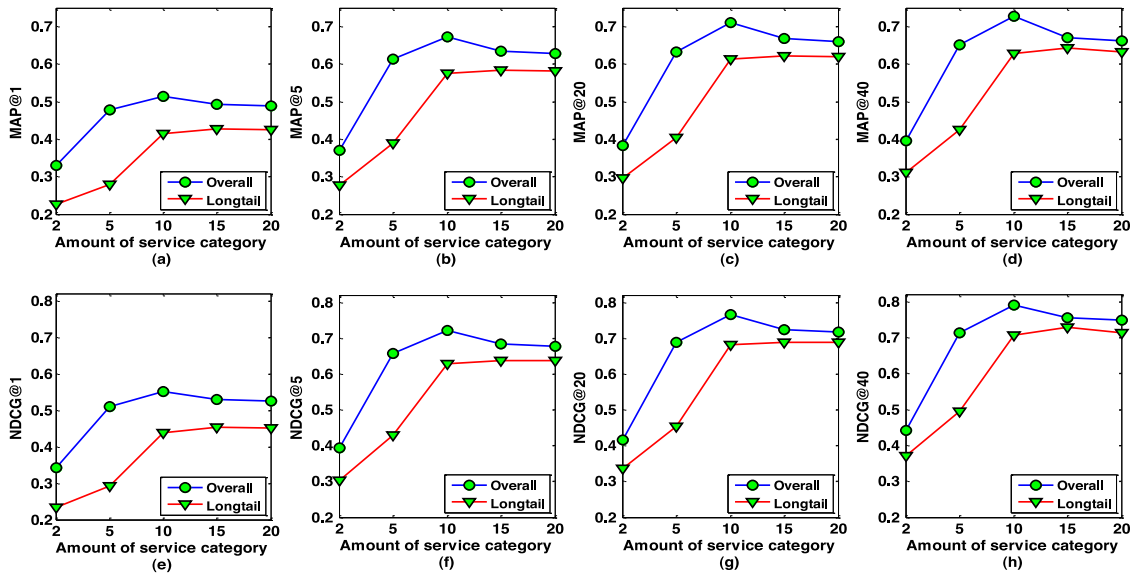 MAP@1
0.7
0.6
0.5
0.4
0.3
0.2
2
5
10
15
20
Overall
Longtail
Amount of service category
(a)
MAP@5
0.7
0.6
0.5
0.4
0.3
0.2
2
5
10
15
20
Overall
Longtail
Amount of service category
(b)
MAP@20
0.7
0.6
0.5
0.4
0.3
0.2
2
5
10
15
20
Overall
Longtail
Amount of service category
(c)
MAP@40
0.7
0.6
0.5
0.4
0.3
0.2
2
5
10
15
20
Overall
Longtail
Amount of service category
(d)
NDCG@1
0.8
0.7
0.6
0.5
0.4
0.3
0.2
2
5
10
15
20
Overall
Longtail
Amount of service category
(e)
NDCG@5
0.8
0.7
0.6
0.5
0.4
0.3
0.2
2
5
10
15
20
Overall
Longtail
Amount of service category
(f)
NDCG@20
0.8
0.7
0.6
0.5
0.4
0.3
0.2
2
5
10
15
20
Overall
Longtail
Amount of service category
(g)
NDCG@40
0.8
0.7
0.6
0.5
0.4
0.3
0.2
2
5
10
15
20
Overall
Longtail
Amount of service category
(h)